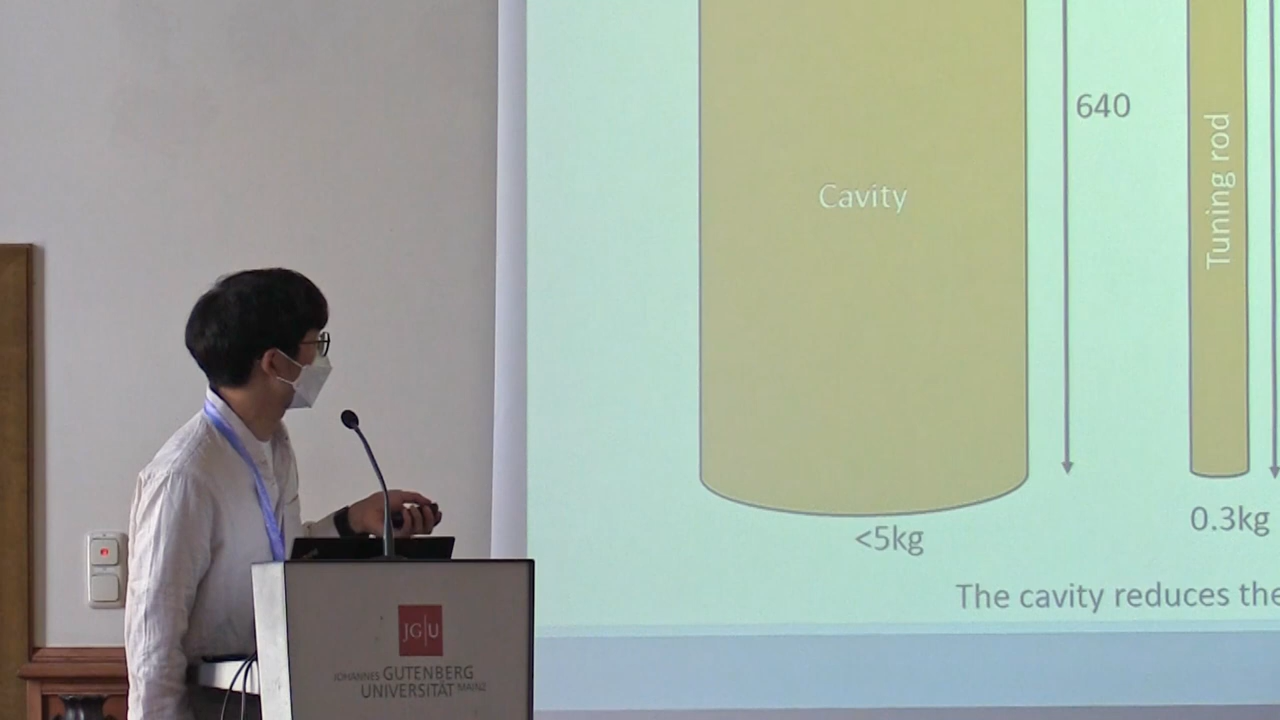 640
Cavity
Tuning rod
<5kg
0.3kg
The cavity reduces the
JG|U
JOHANNES GUTENBERG
UNIVERSITÄT MAINZ